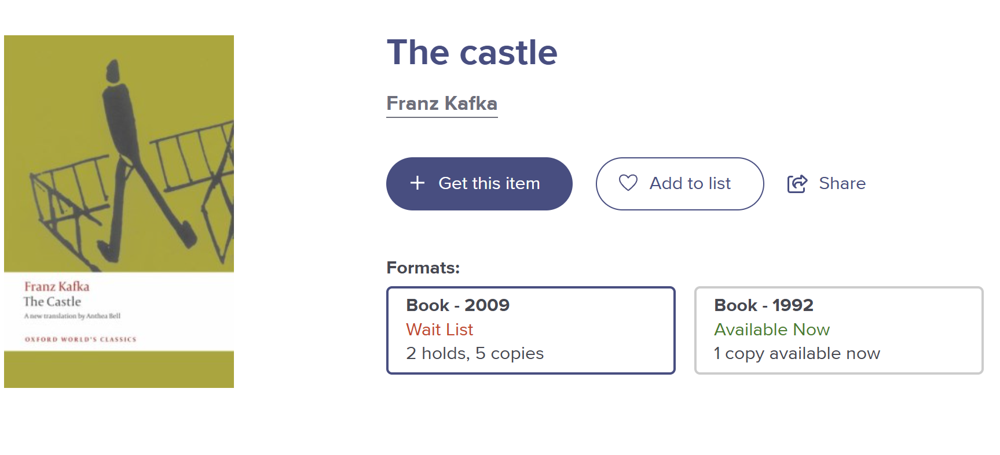 The castle
Franz Kafka
Get this item
Add to list
Share
Formats:
Book - 2009
Wait List
2 holds, 5 copies
Book - 1992
Available Now
1 copy available now
Franz Kafka
The Castle
A new translation by Anthea Bell
OXFORD WORLD'S CLASSICS